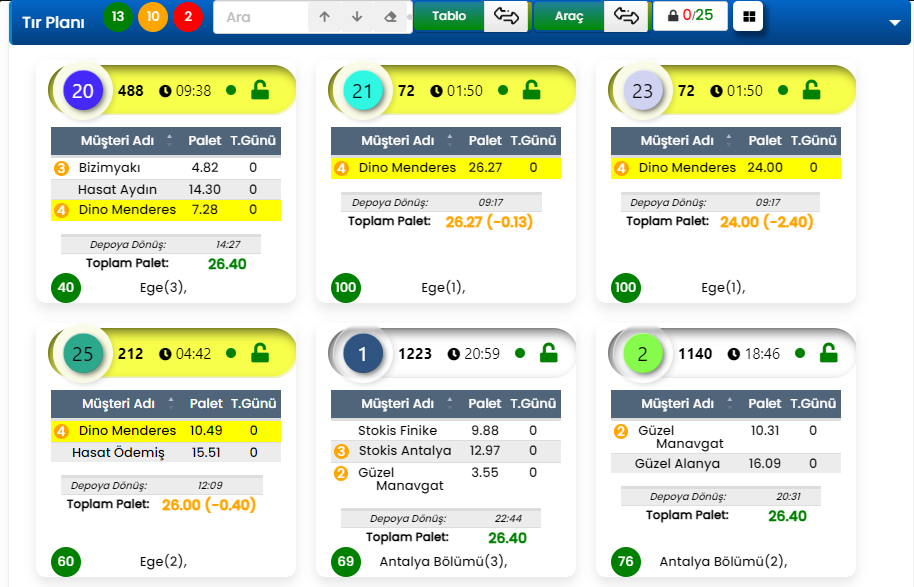 Tır Planı 13 10 2 Ara Tablo Araç 0/25
20 488 09:38
Müşteri Adı Palet T.Günü
3 Bizimyakı 4.82 0
Hasat Aydın 14.30 0
4 Dino Menderes 7.28 0
Depoya Dönüş: 14:27
Toplam Palet: 26.40
40 Ege(3),
21 72 01:50
Müşteri Adı Palet T.Günü
4 Dino Menderes 26.27 0
Depoya Dönüş: 09:17
Toplam Palet: 26.27 (-0.13)
100 Ege(1),
23 72 01:50
Müşteri Adı Palet T.Günü
4 Dino Menderes 24.00 0
Depoya Dönüş: 09:17
Toplam Palet: 24.00 (-2.40)
100 Ege(1),
25 212 04:42
Müşteri Adı Palet T.Günü
4 Dino Menderes 10.49 0
Hasat Ödemiş 15.51 0
Depoya Dönüş: 12:09
Toplam Palet: 26.00 (-0.40)
60 Ege(2),
1 1223 20:59
Müşteri Adı Palet T.Günü
Stokis Finike 9.88 0
3 Stokis Antalya 12.97 0
2 Güzel 3.55 0
Manavgat
Depoya Dönüş: 22:44
Toplam Palet: 26.40
69 Antalya Bölümü(3),
2 1140 18:46
Müşteri Adı Palet T.Günü
2 Güzel 10.31 0
Manavgat
Güzel Alanya 16.09 0
Depoya Dönüş: 20:31
Toplam Palet: 26.40
76 Antalya Bölümü(2),